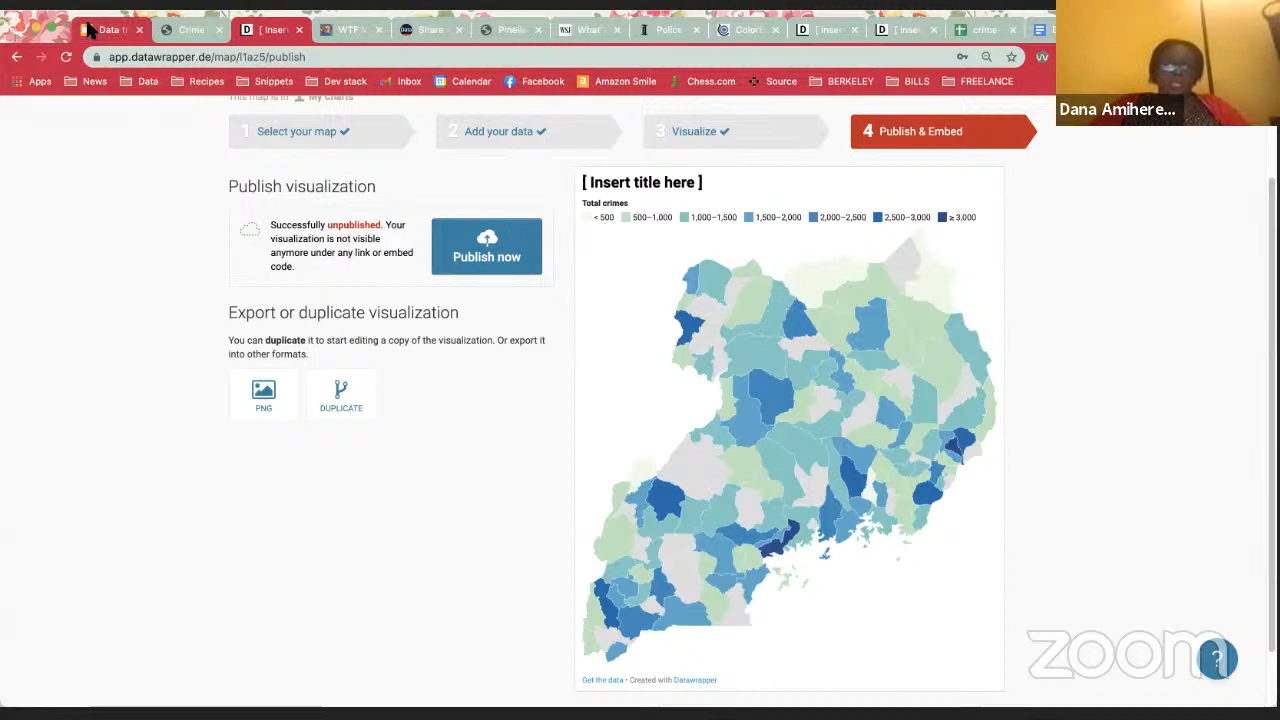 Data t
Crime
[ Inser
WTF i
Share
Pineil
WSJ What'
Police
ColorB
[ Inse
[ Inse
crime
app.datawrapper.de/map/l1az5/publish
Apps
News
Data
Recipes
Snippets
Dev stack
Inbox
Calendar
Facebook
Amazon Smile
Chess.com
Source
BERKELEY
BILLS
FREELANCE
Dana Amihere...
This map is in My Charts
1 Select your map
2 Add your data
3 Visualize
4 Publish & Embed
Publish visualization
Successfully unpublished. Your
visualization is not visible
anymore under any link or embed
code.
Publish now
Export or duplicate visualization
You can duplicate it to start editing a copy of the visualization. Or export it
into other formats.
PNG
DUPLICATE
[ Insert title here ]
Total crimes
< 500 500–1,000 1,000–1,500 1,500–2,000 2,000–2,500 2,500–3,000 ≥ 3,000
Get the data • Created with Datawrapper
zoom
?